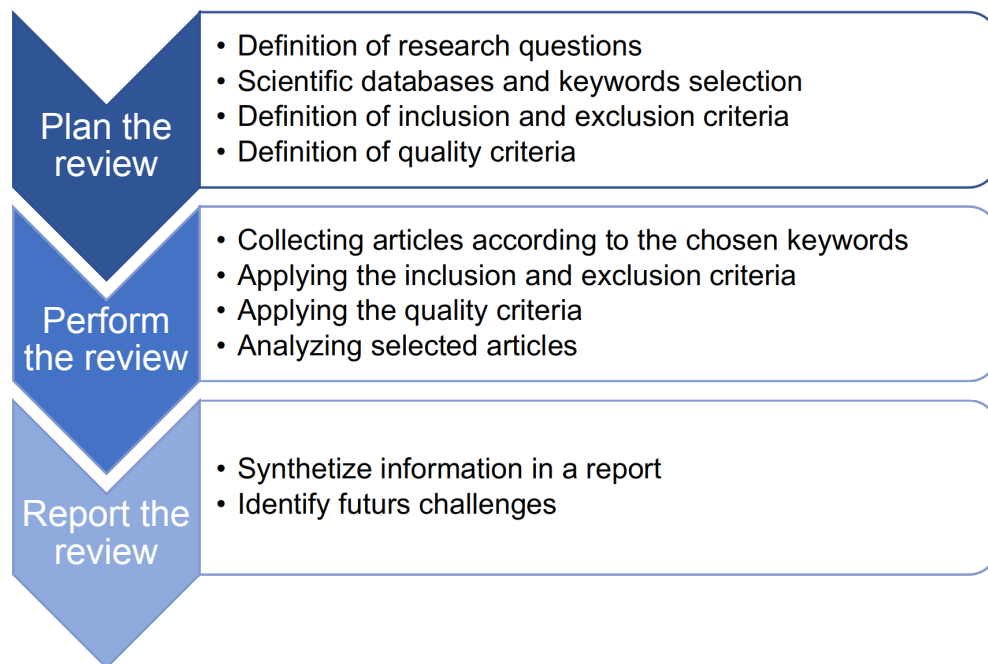 Plan the
review
• Definition of research questions
• Scientific databases and keywords selection
• Definition of inclusion and exclusion criteria
• Definition of quality criteria
Perform
the review
• Collecting articles according to the chosen keywords
• Applying the inclusion and exclusion criteria
• Applying the quality criteria
• Analyzing selected articles
Report the
review
• Synthetize information in a report
• Identify futurs challenges